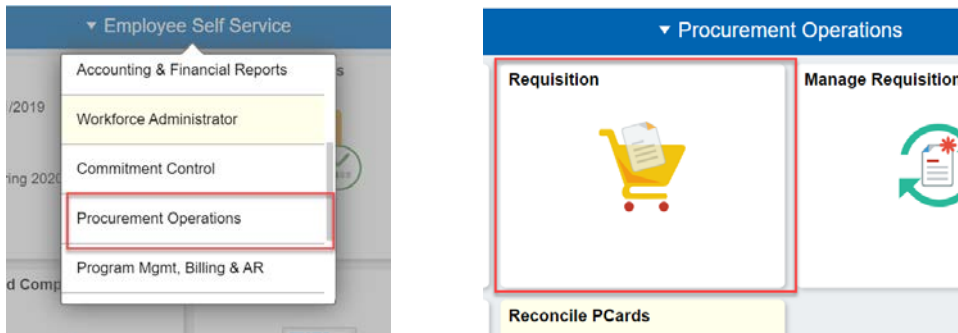 ▾ Employee Self Service
Accounting & Financial Reports
s
/2019
Workforce Administrator
Commitment Control
ring 2020
Procurement Operations
Program Mgmt, Billing & AR
d Comp
▾ Procurement Operations
Requisition
Manage Requisition
Reconcile PCards